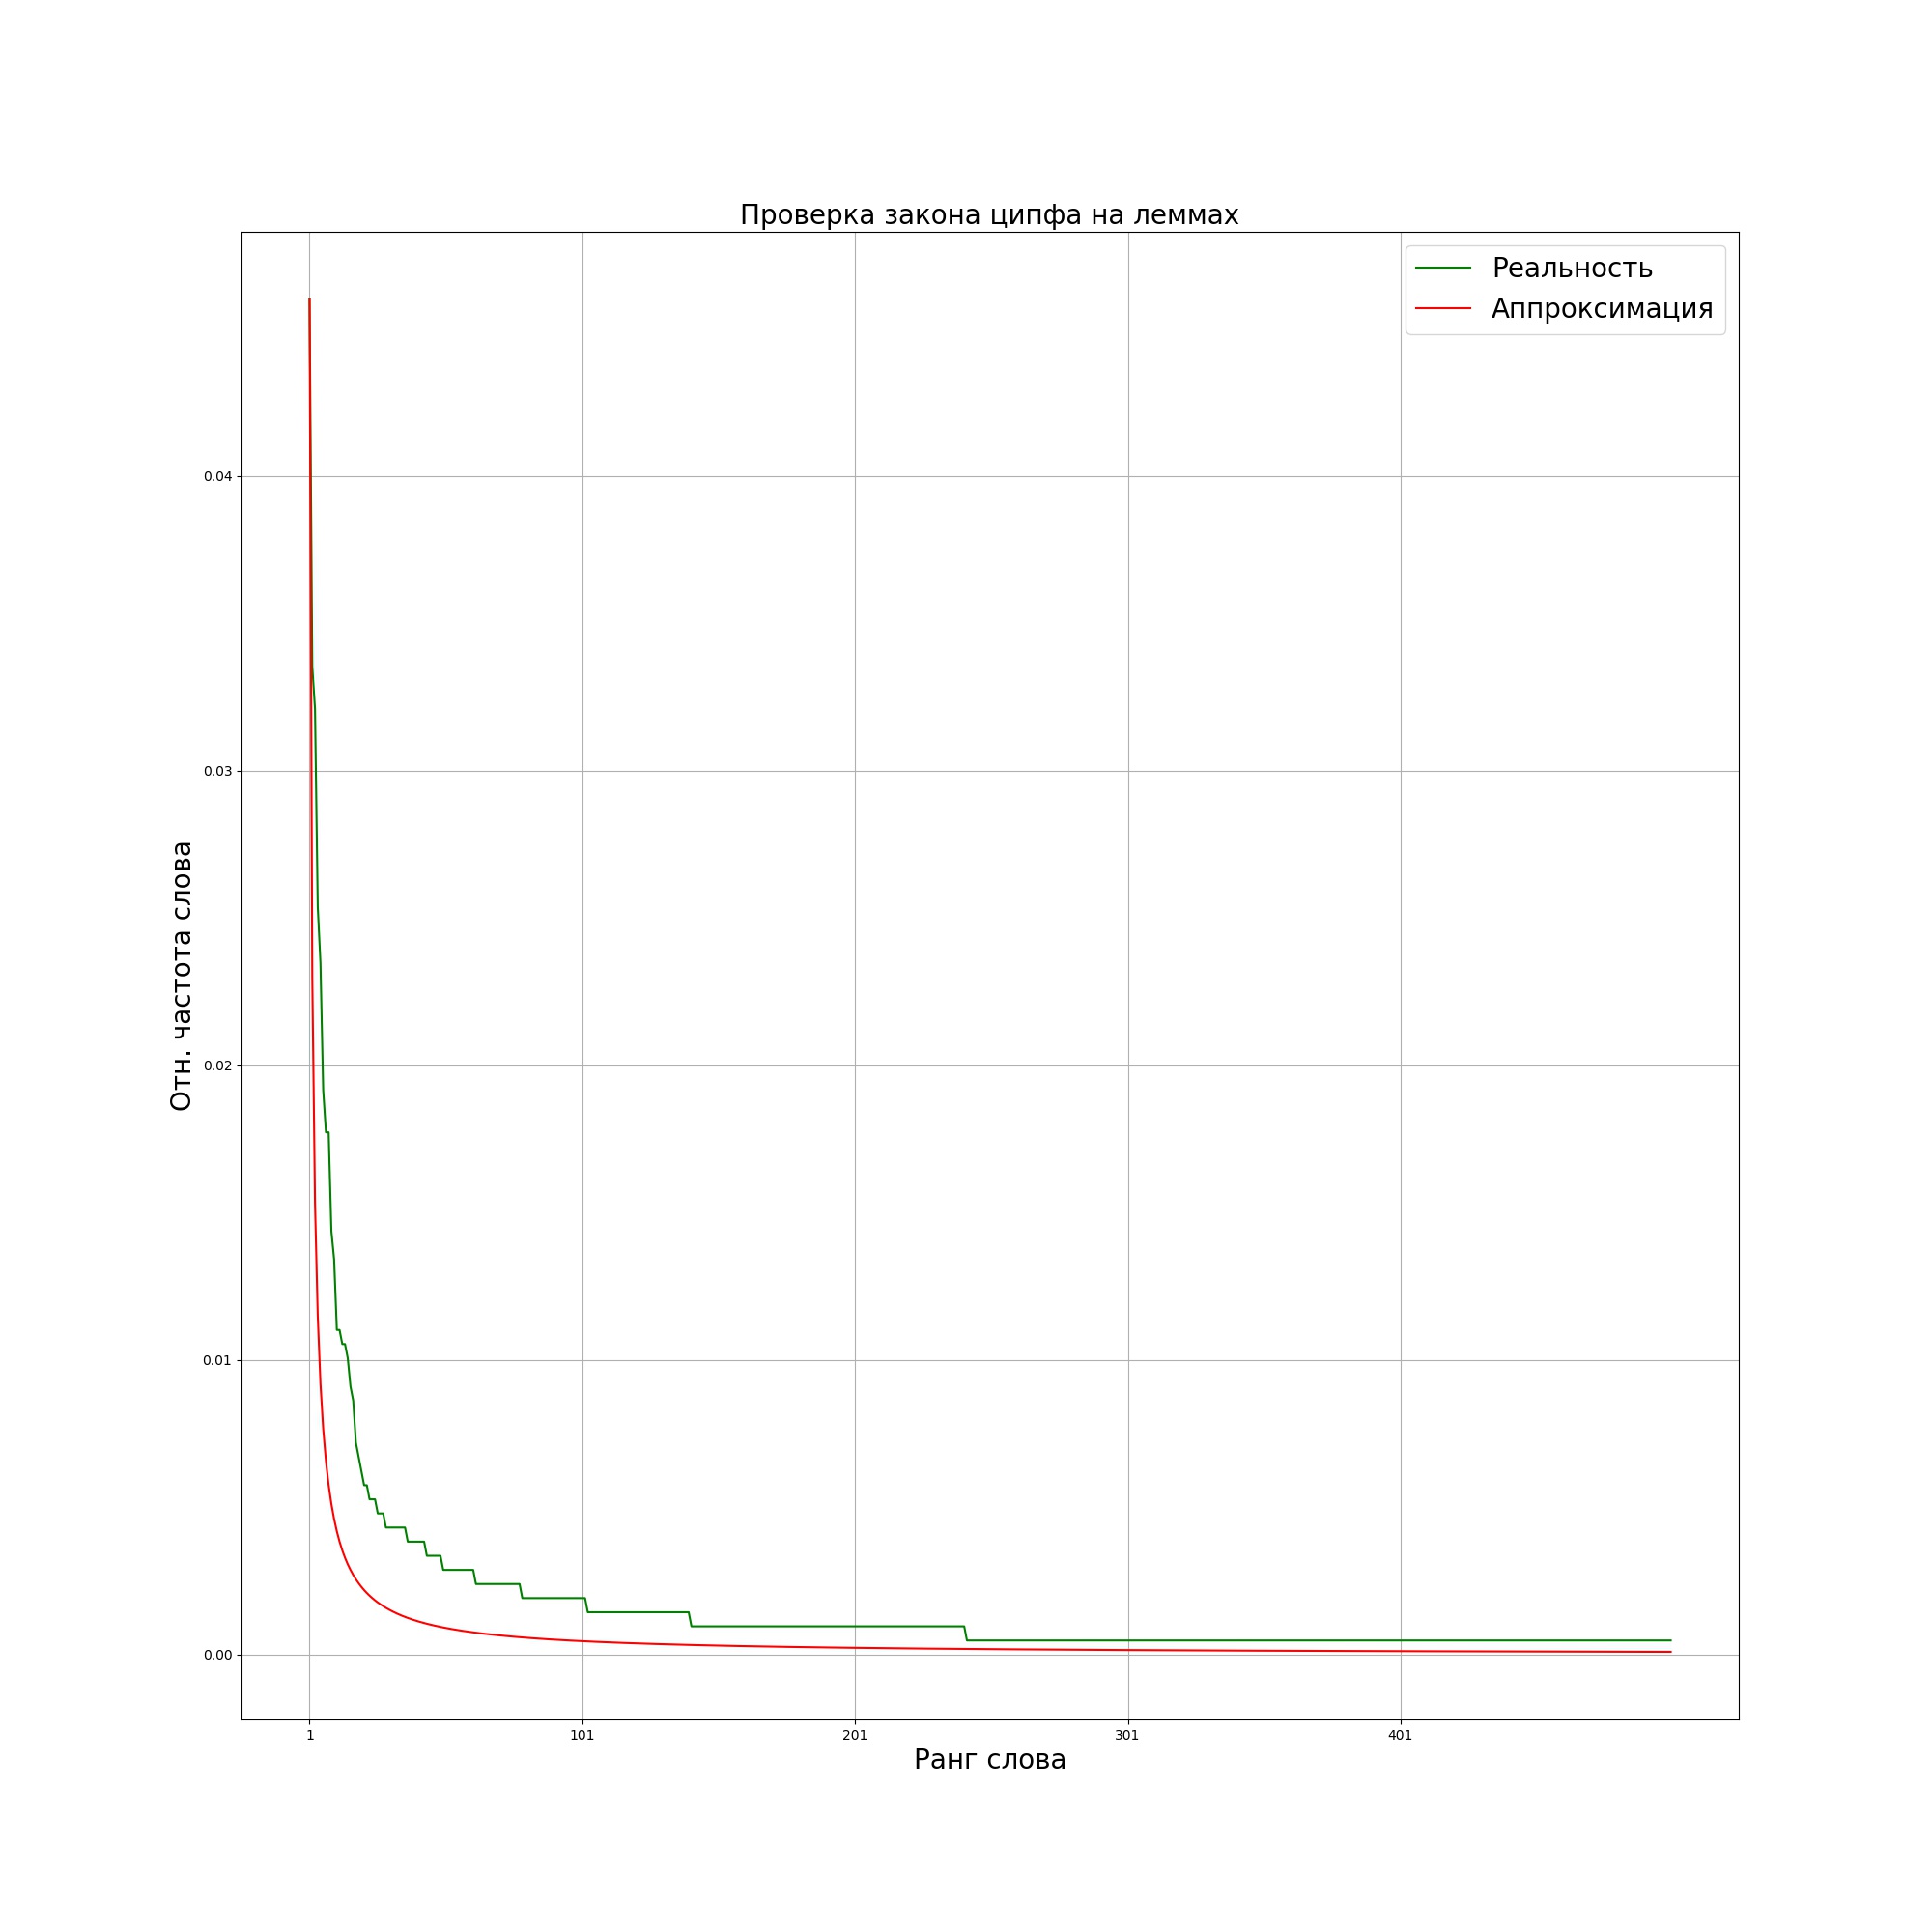 Проверка закона ципфа на леммах
Реальность
Аппроксимация
0.04
0.03
0.02
0.01
0.00
Отн. частота слова
1 101 201 301 401
Ранг слова